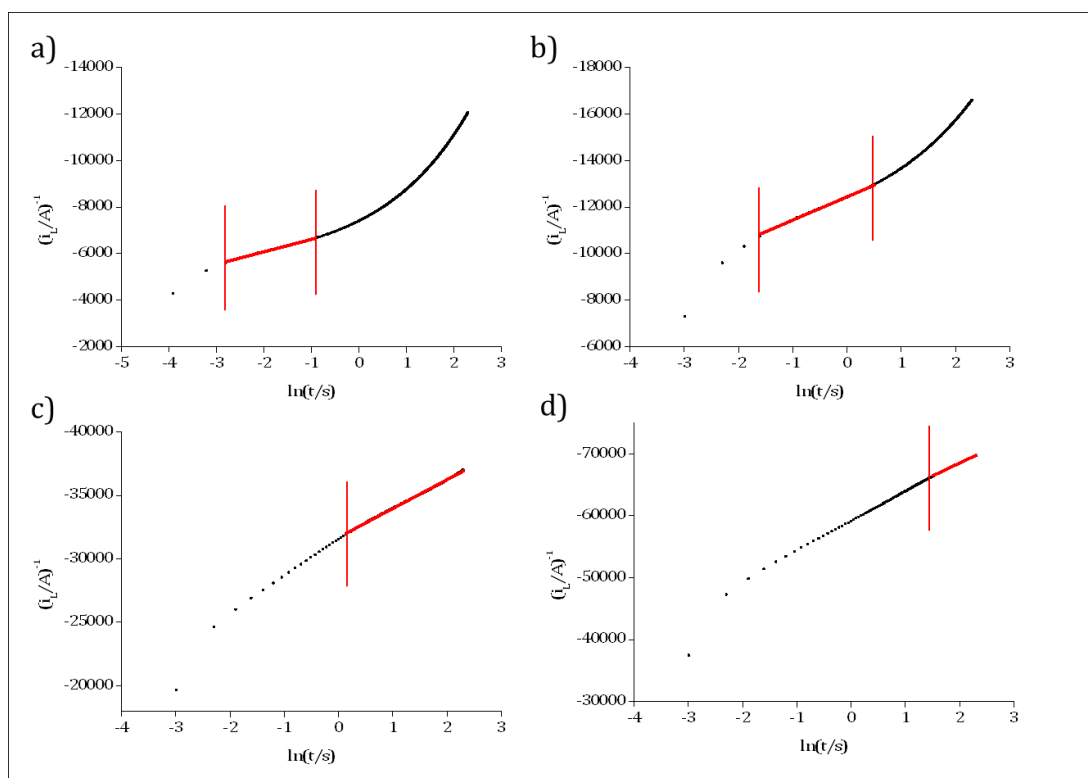 a)
-14000
-12000
-10000
-8000
-6000
-4000
-2000
(i_L/A)^-1
-5 -4 -3 -2 -1 0 1 2 3
ln(t/s)
b)
-18000
-16000
-14000
-12000
-10000
-8000
-6000
(i_L/A)^-1
-4 -3 -2 -1 0 1 2 3
ln(t/s)
c)
-40000
-35000
-30000
-25000
-20000
(i_L/A)^-1
-4 -3 -2 -1 0 1 2 3
ln(t/s)
d)
-70000
-60000
-50000
-40000
-30000
(i_L/A)^-1
-4 -3 -2 -1 0 1 2 3
ln(t/s)